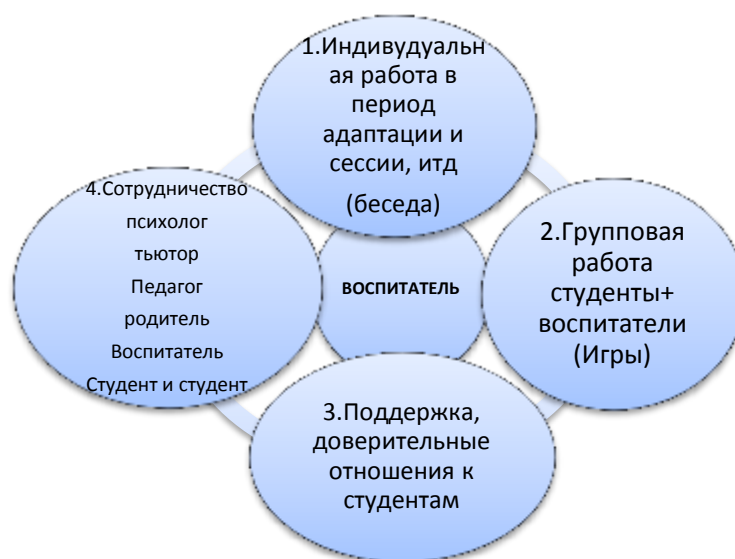 1.Индивудуальн
ая работа в
период
адаптации и
сессии, итд
(беседа)
4.Сотрудничество
психолог
тьютор
Педагог
родитель
Воспитатель
Студент и студент
ВОСПИТАТЕЛЬ
2.Групповая
работа
студенты+
воспитатели
(Игры)
3.Поддержка,
доверительные
отношения к
студентам